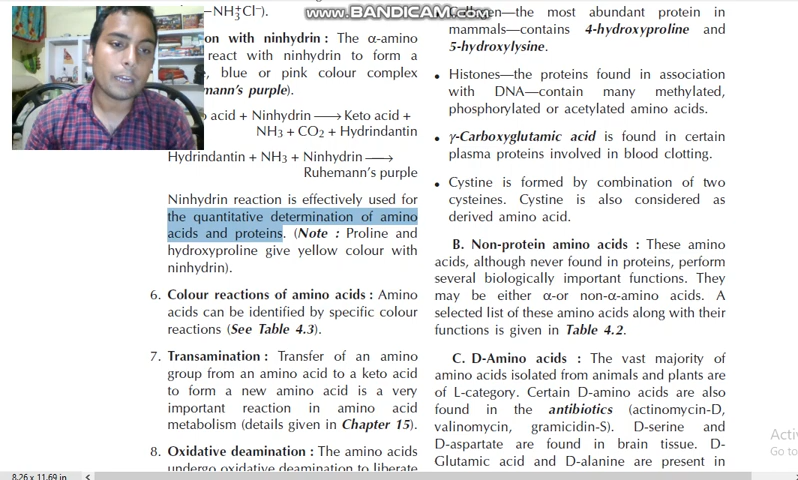 www.BANDICAM.com
—NH₃⁺Cl⁻).
on with ninhydrin : The α-amino
react with ninhydrin to form a
, blue or pink colour complex
mann's purple).
o acid + Ninhydrin ⟶ Keto acid +
NH3 + CO2 + Hydrindantin
Hydrindantin + NH3 + Ninhydrin ⟶
Ruhemann's purple
Ninhydrin reaction is effectively used for
the quantitative determination of amino
acids and proteins. (Note : Proline and
hydroxyproline give yellow colour with
ninhydrin).
6. Colour reactions of amino acids : Amino
acids can be identified by specific colour
reactions (See Table 4.3).
7. Transamination : Transfer of an amino
group from an amino acid to a keto acid
to form a new amino acid is a very
important reaction in amino acid
metabolism (details given in Chapter 15).
8. Oxidative deamination : The amino acids
undergo oxidative deamination to liberate
—the most abundant protein in
mammals—contains 4-hydroxyproline and
5-hydroxylysine.
• Histones—the proteins found in association
with DNA—contain many methylated,
phosphorylated or acetylated amino acids.
• γ-Carboxyglutamic acid is found in certain
plasma proteins involved in blood clotting.
• Cystine is formed by combination of two
cysteines. Cystine is also considered as
derived amino acid.
B. Non-protein amino acids : These amino
acids, although never found in proteins, perform
several biologically important functions. They
may be either α-or non-α-amino acids. A
selected list of these amino acids along with their
functions is given in Table 4.2.
C. D-Amino acids : The vast majority of
amino acids isolated from animals and plants are
of L-category. Certain D-amino acids are also
found in the antibiotics (actinomycin-D,
valinomycin, gramicidin-S). D-serine and
D-aspartate are found in brain tissue. D-
Glutamic acid and D-alanine are present in
Activ
Go to
8.26 x 11.69 in